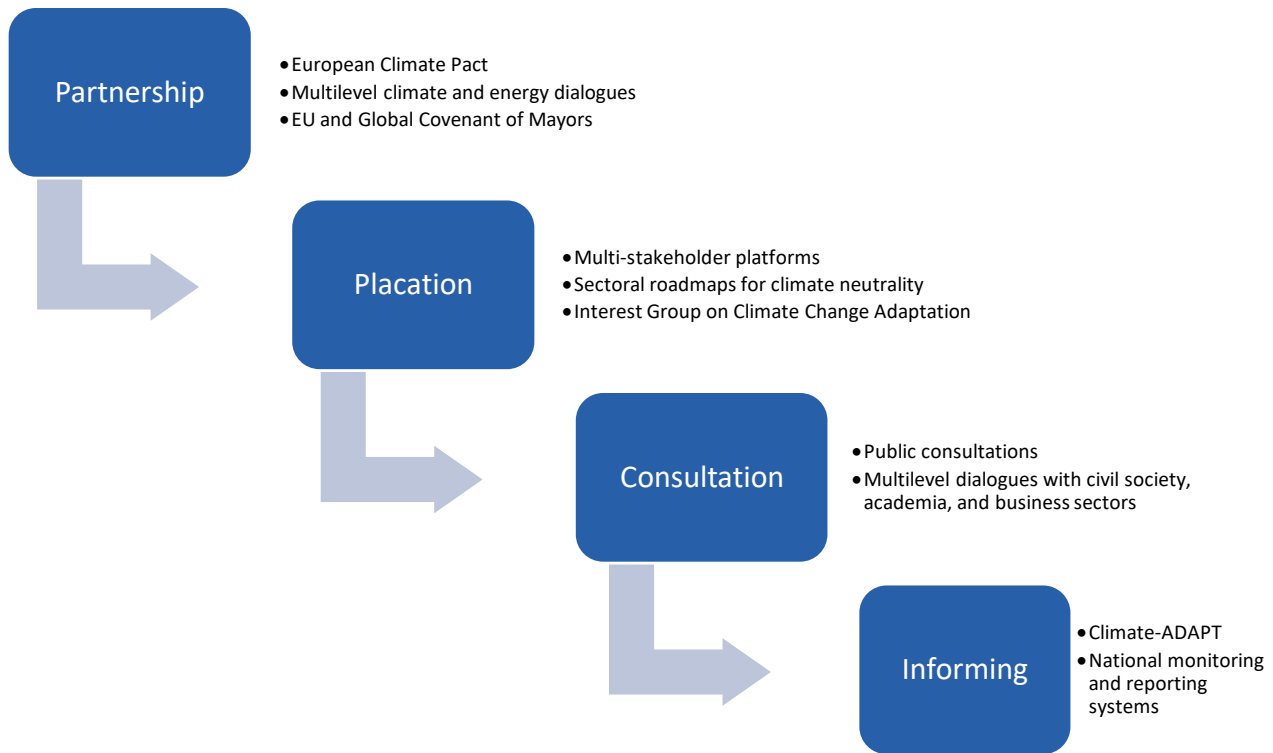 Partnership
•European Climate Pact
•Multilevel climate and energy dialogues
•EU and Global Covenant of Mayors
Placation
•Multi-stakeholder platforms
•Sectoral roadmaps for climate neutrality
•Interest Group on Climate Change Adaptation
Consultation
•Public consultations
•Multilevel dialogues with civil society,
academia, and business sectors
Informing
•Climate-ADAPT
•National monitoring
and reporting
systems